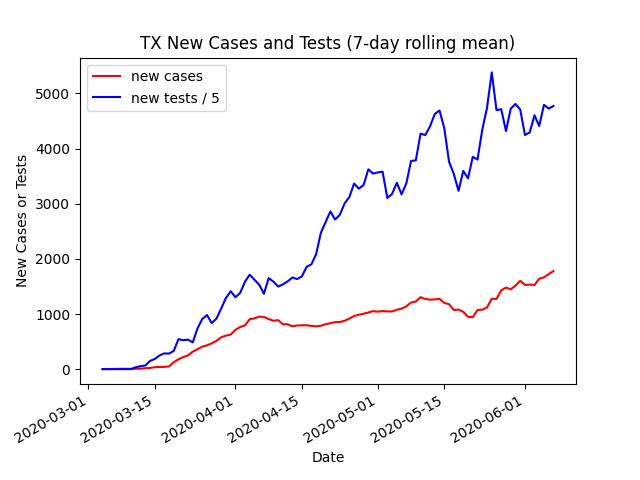 TX New Cases and Tests (7-day rolling mean)
new cases
new tests / 5
New Cases or Tests
5000
4000
3000
2000
1000
0
2020-03-01
2020-03-15
2020-04-01
2020-04-15
2020-05-01
2020-05-15
2020-06-01
Date